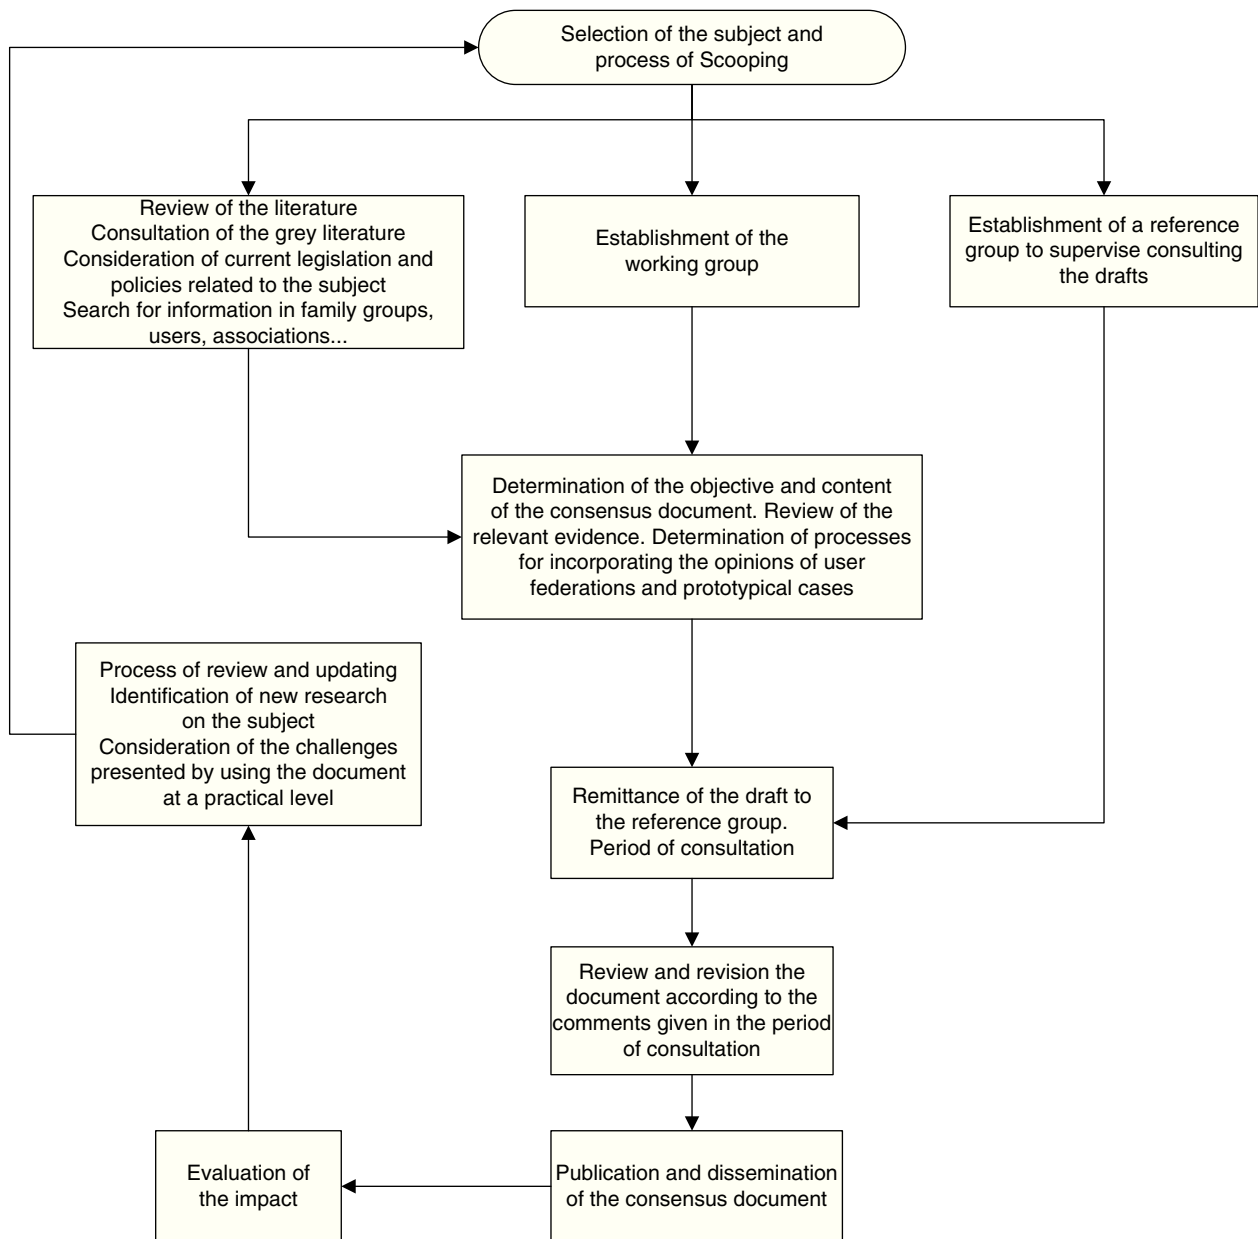 Selection of the subject and
process of Scooping
Review of the literature
Consultation of the grey literature
Consideration of current legislation and
policies related to the subject
Search for information in family groups,
users, associations...
Establishment of the
working group
Establishment of a reference
group to supervise consulting
the drafts
Determination of the objective and content
of the consensus document. Review of the
relevant evidence. Determination of processes
for incorporating the opinions of user
federations and prototypical cases
Process of review and updating
Identification of new research
on the subject
Consideration of the challenges
presented by using the document
at a practical level
Remittance of the draft to
the reference group.
Period of consultation
Review and revision the
document according to the
comments given in the period
of consultation
Evaluation of
the impact
Publication and dissemination
of the consensus document